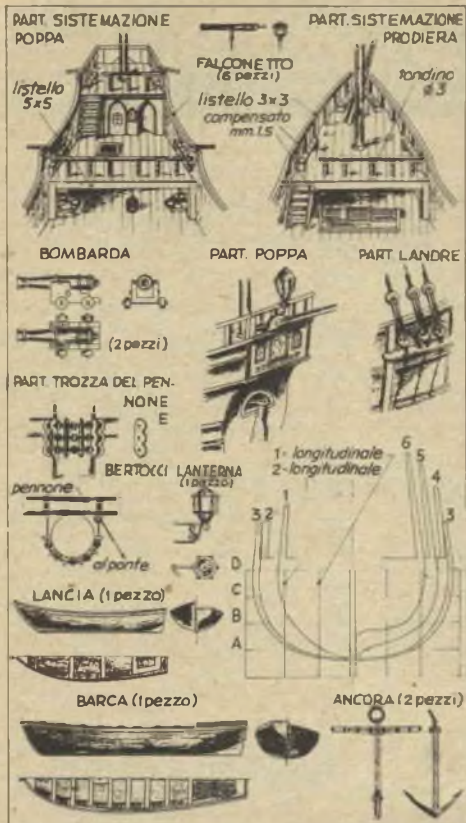 PART. SISTEMAZIONE
POPPA
PART. SISTEMAZIONE
PRODIERA
FALCONETTO
(6 pezzi)
listello
5x5
listello 3x3
compensato
mm. 1.5
tondino
ø 3
BOMBARDA
(2 pezzi)
PART. POPPA
PART. LANDRE
PART. TROZZA DEL PEN-
NONE
E
BERTOCCI
LANTERNA
(1 pezzo)
1- longitudinale
2- longitudinale
pennone
al ponte
6
5
4
3
3 2
1
D
C
B
A
LANCIA (1 pezzo)
BARCA (1 pezzo)
ANCORA (2 pezzi)